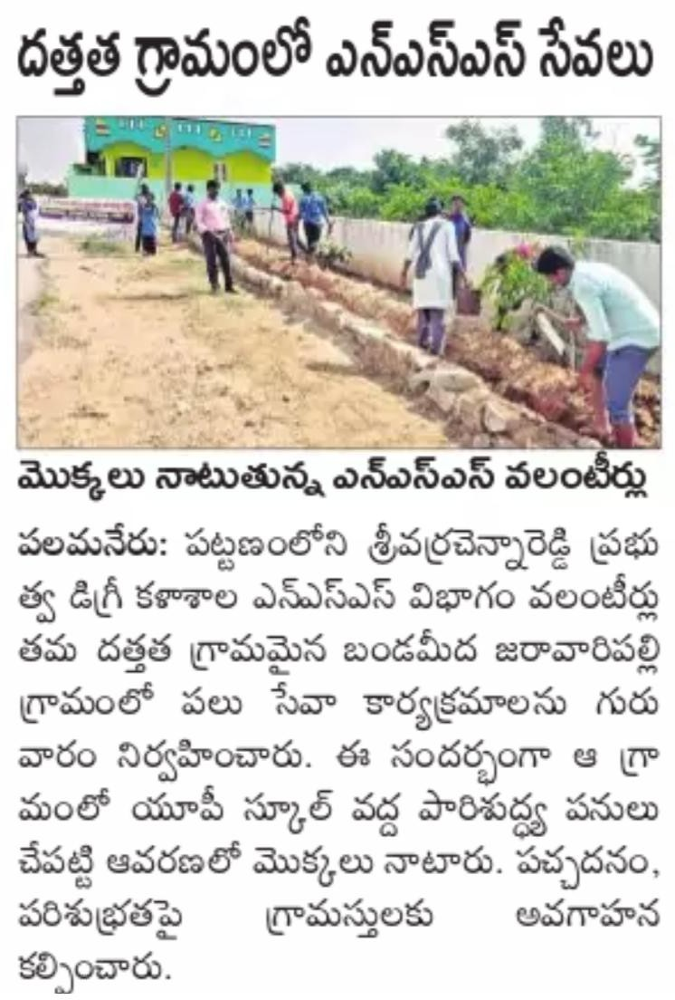 దత్తత గ్రామంలో ఎన్ఎస్ఎస్ సేవలు
మొక్కలు నాటుతున్న ఎన్ఎస్ఎస్ వలంటీర్లు
పలమనేరు: పట్టణంలోని శ్రీవర్రచెన్నారెడ్డి ప్రభు
త్వ డిగ్రీ కళాశాల ఎన్ఎస్ఎస్ విభాగం వలంటీర్లు
తమ దత్తత గ్రామమైన బండమీద జరావారిపల్లి
గ్రామంలో పలు సేవా కార్యక్రమాలను గురు
వారం నిర్వహించారు. ఈ సందర్భంగా ఆ గ్రా
మంలో యూపీ స్కూల్ వద్ద పారిశుద్ధ్య పనులు
చేపట్టి ఆవరణలో మొక్కలు నాటారు. పచ్చదనం,
పరిశుభ్రతపై గ్రామస్తులకు అవగాహన
కల్పించారు.